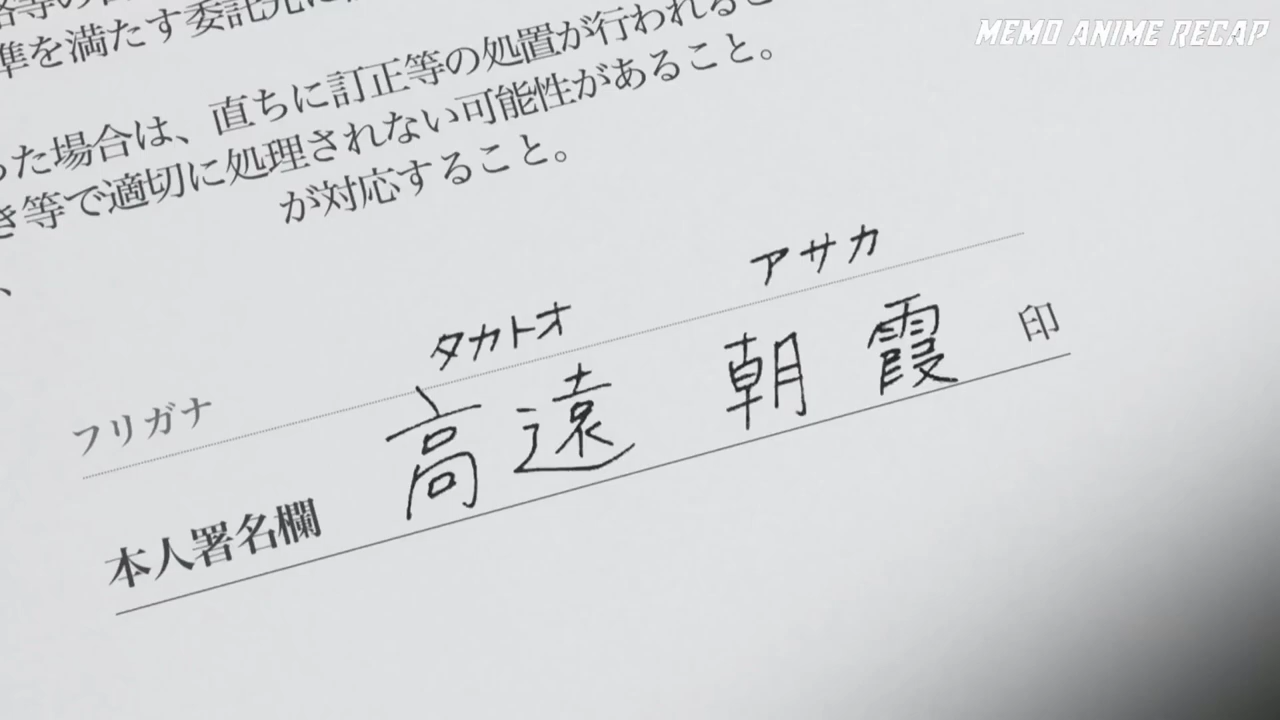 MEMO ANIME RECAP
準を満たす委託先に
った場合は、直ちに訂正等の処置が行われるこ
き等で適切に処理されない可能性があること。
が対応すること。
、
フリガナ タカトオ アサカ
本人署名欄 高遠 朝霞 印